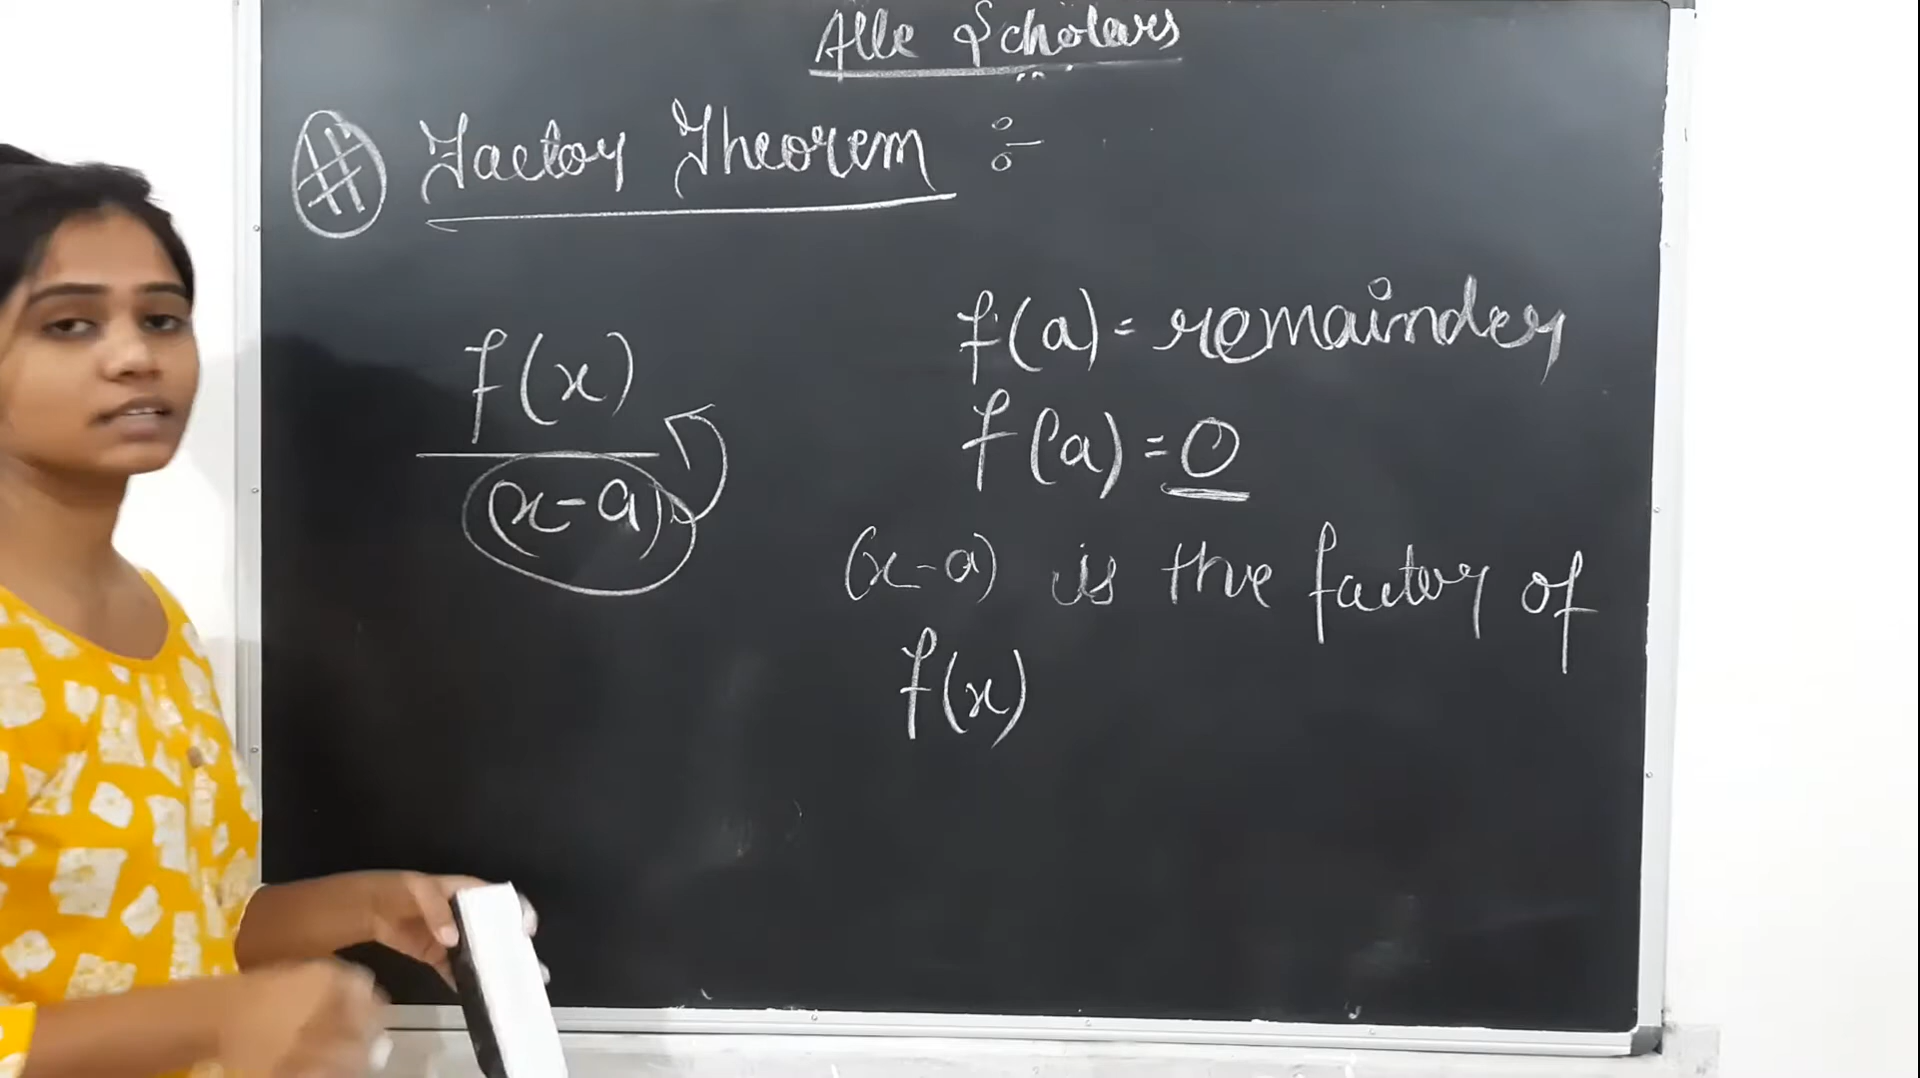 Alle Scholars
# Factor Theorem ÷
f(x)
(x-a)
f(a) = remainder
f(a) = 0
(x-a) is the factor of
f(x)